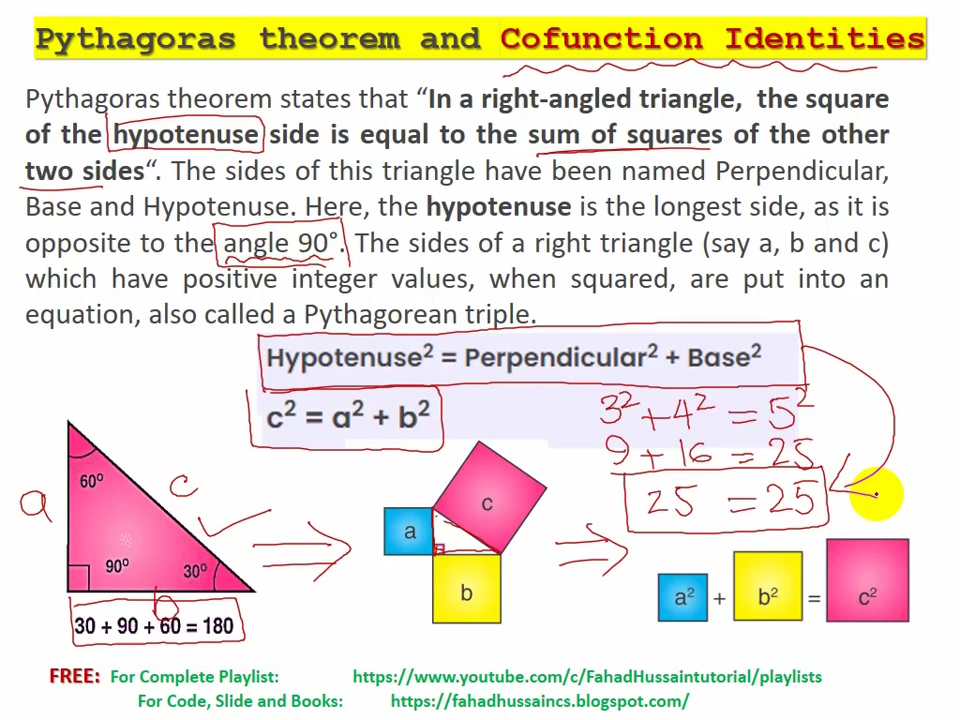 Pythagoras theorem and Cofunction Identities
Pythagoras theorem states that “In a right-angled triangle, the square
of the hypotenuse side is equal to the sum of squares of the other
two sides“. The sides of this triangle have been named Perpendicular,
Base and Hypotenuse. Here, the hypotenuse is the longest side, as it is
opposite to the angle 90°. The sides of a right triangle (say a, b and c)
which have positive integer values, when squared, are put into an
equation, also called a Pythagorean triple.
Hypotenuse² = Perpendicular² + Base²
c² = a² + b²
3² + 4² = 5²
9 + 16 = 25
25 = 25
60º
a
c
90º
30º
b
30 + 90 + 60 = 180
c
a
b
a² + b² = c²
FREE: For Complete Playlist: https://www.youtube.com/c/FahadHussaintutorial/playlists
For Code, Slide and Books: https://fahadhussaincs.blogspot.com/